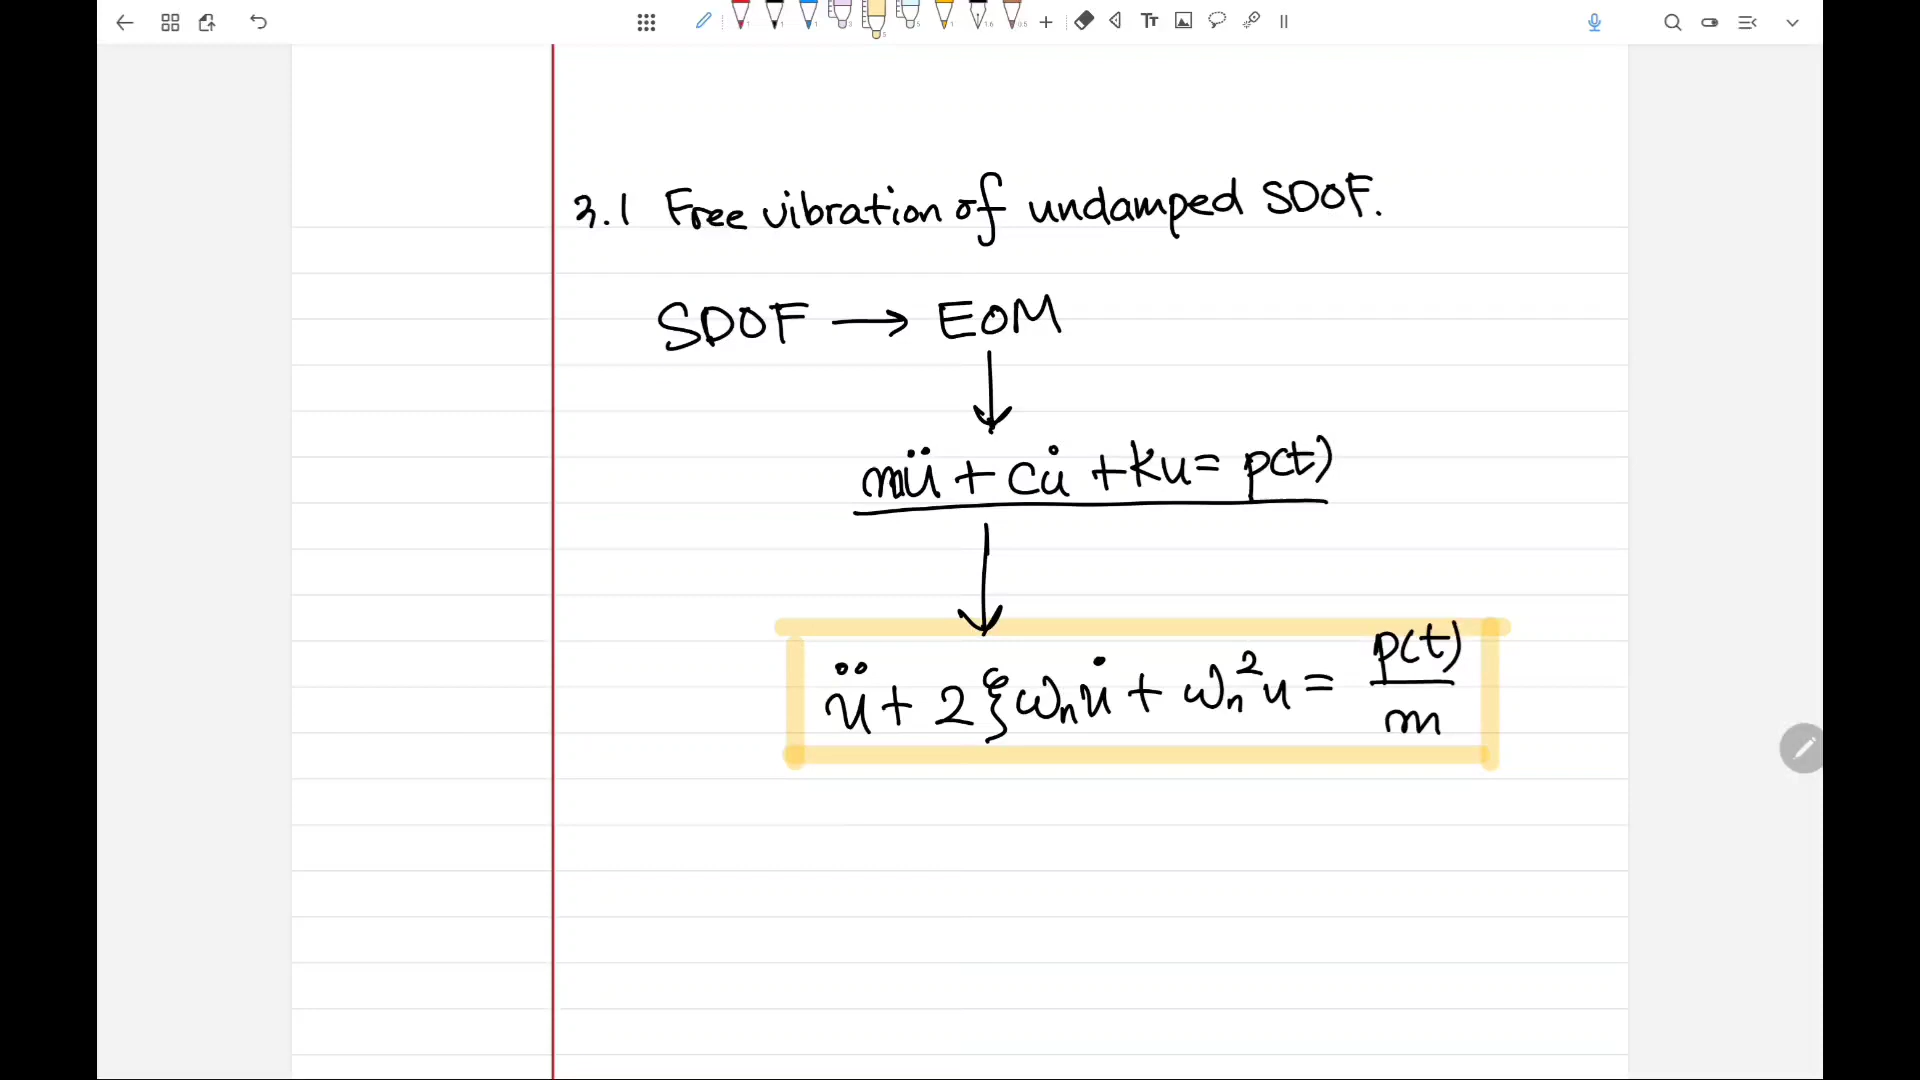 3.1 Free vibration of undamped SDOF.
SDOF → EOM
mü + cu̇ + ku = p(t)
ü + 2ξωₙu̇ + ωₙ²u = p(t)/m